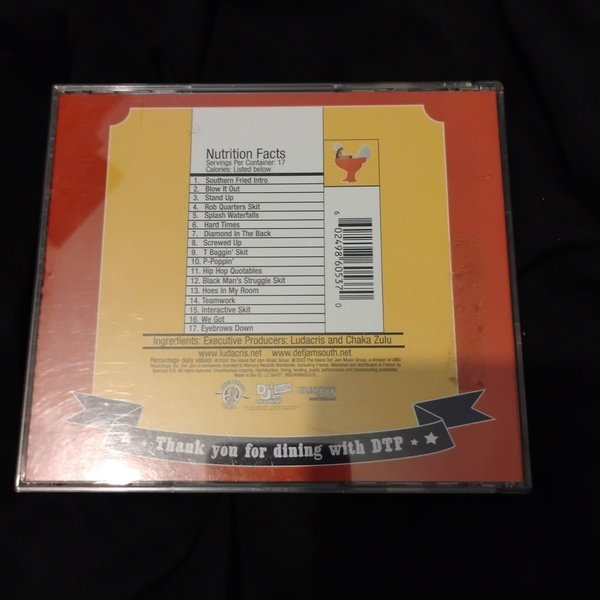 Nutrition Facts
Servings Per Container: 17
Calories: Listed below
1. Southern Fried Intro
2. Blow It Out
3. Stand Up
4. Rob Quarters Skit
5. Splash Waterfalls
6. Hard Times
7. Diamond In The Back
8. Screwed Up
9. T Baggin' Skit
10. P-Poppin'
11. Hip Hop Quotables
12. Black Man's Struggle Skit
13. Hoes In My Room
14. Teamwork
15. Interactive Skit
16. We Got
17. Eyebrows Down
6 02498 60537 0
Ingredients: Executive Producers: Ludacris and Chaka Zulu
www.ludacris.net www.defjamsouth.net
Percentage daily values
Thank you for dining with DTP